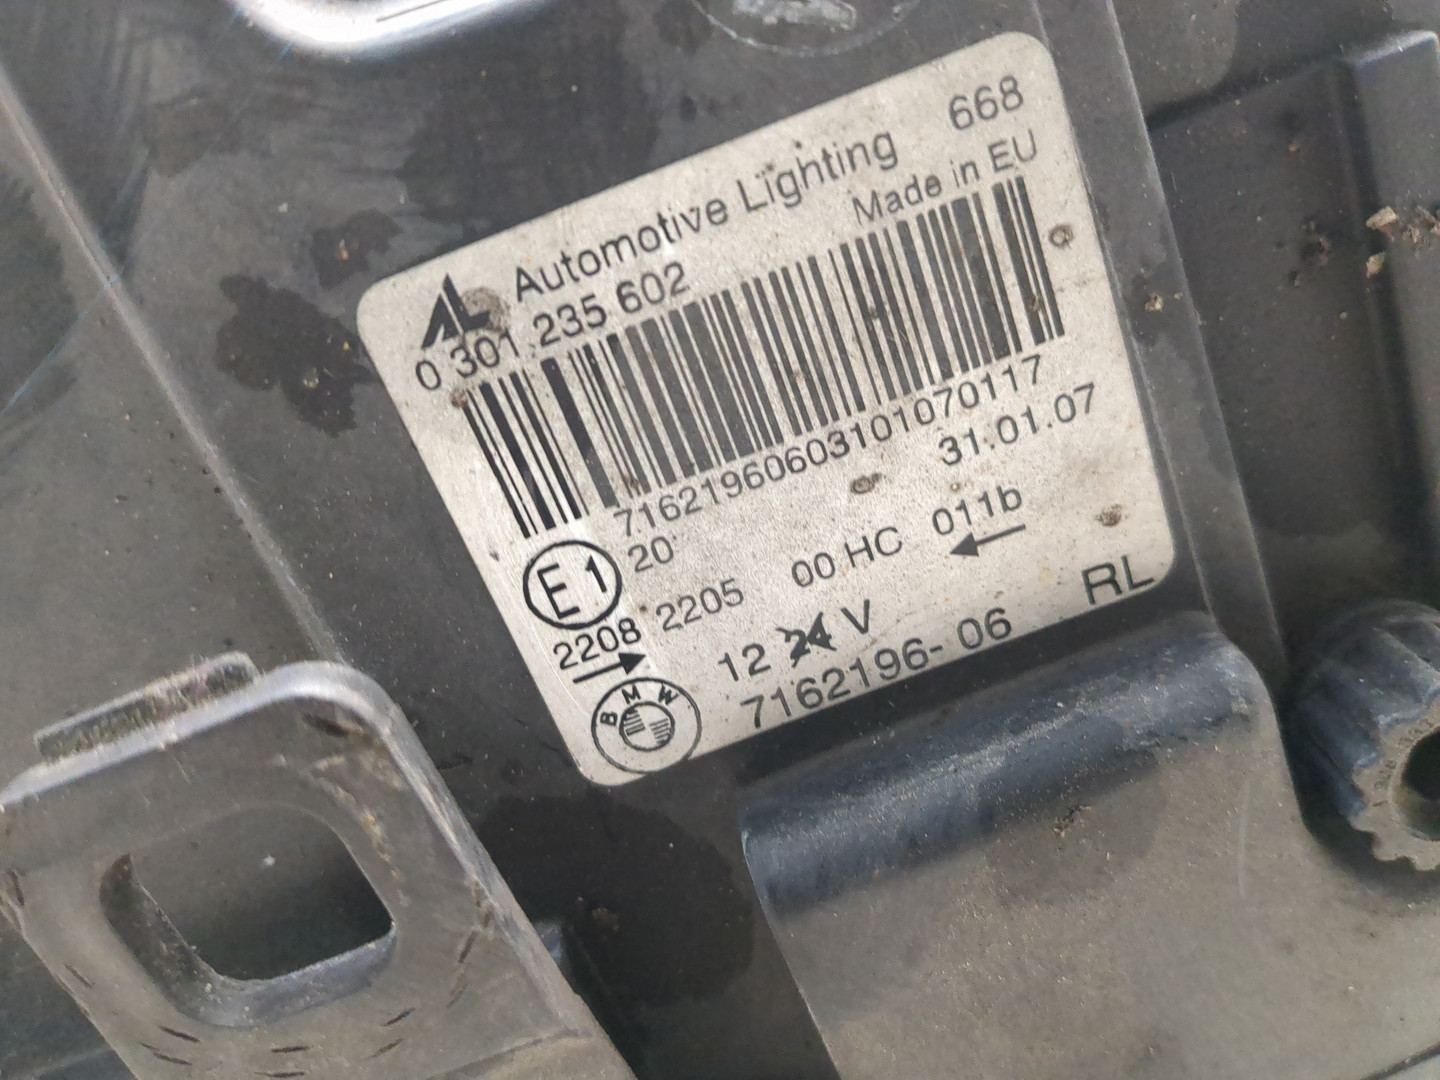 AL Automotive Lighting 668
0 301 235 602 Made in EU
71621960603101070117
31.01.07
E1 20
2208 2205 00 HC 011b
12 24 V RL
BMW 7162196-06